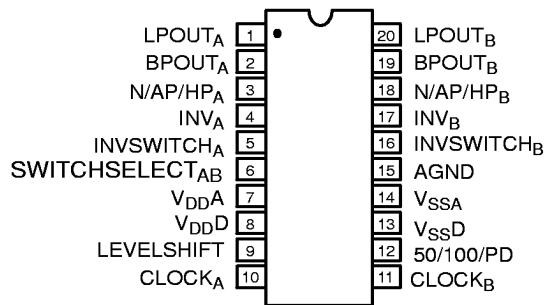 LPOUTA 1 20 LPOUTB
BPOUTA 2 19 BPOUTB
N/AP/HPA 3 18 N/AP/HPB
INVA 4 17 INVB
INVSWITCHA 5 16 INVSWITCHB
SWITCHSELECTAB 6 15 AGND
VDDA 7 14 VSSA
VDDD 8 13 VSSD
LEVELSHIFT 9 12 50/100/PD
CLOCKA 10 11 CLOCKB